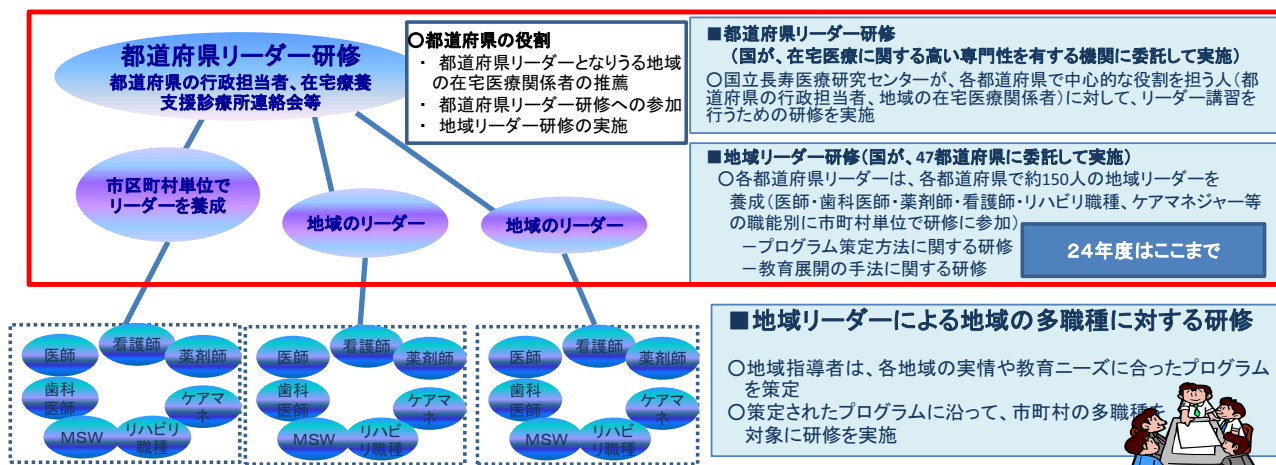 都道府県リーダー研修
都道府県の行政担当者、在宅療養
支援診療所連絡会等
○都道府県の役割
・ 都道府県リーダーとなりうる地域
の在宅医療関係者の推薦
・ 都道府県リーダー研修への参加
・ 地域リーダー研修の実施
■都道府県リーダー研修
(国が、在宅医療に関する高い専門性を有する機関に委託して実施)
○国立長寿医療研究センターが、各都道府県で中心的な役割を担う人(都
道府県の行政担当者、地域の在宅医療関係者)に対して、リーダー講習を
行うための研修を実施
市区町村単位で
リーダーを養成
地域のリーダー
地域のリーダー
■地域リーダー研修(国が、47都道府県に委託して実施)
○各都道府県リーダーは、各都道府県で約150人の地域リーダーを
養成(医師・歯科医師・薬剤師・看護師・リハビリ職種、ケアマネジャー等
の職能別に市町村単位で研修に参加)
−プログラム策定方法に関する研修
−教育展開の手法に関する研修
24年度はここまで
医師
看護師
薬剤師
歯科
医師
ケアマ
ネ
MSW
リハビリ
職種
医師
看護師
薬剤師
歯科
医師
ケアマ
ネ
MSW
リハビ
リ職種
医師
看護師
薬剤師
歯科
医師
ケアマ
ネ
MSW
リハビ
リ職種
■地域リーダーによる地域の多職種に対する研修
○地域指導者は、各地域の実情や教育ニーズに合ったプログラム
を策定
○策定されたプログラムに沿って、市町村の多職種を
対象に研修を実施